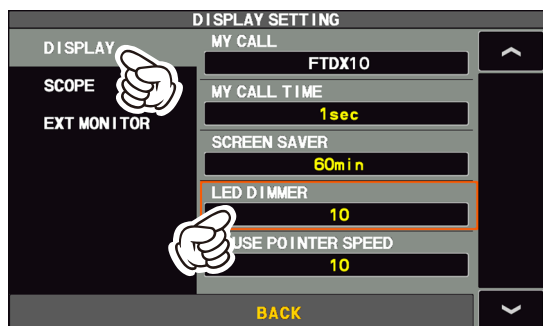 DISPLAY SETTING
DISPLAY
SCOPE
EXT MONITOR
MY CALL
FTDX10
MY CALL TIME
1sec
SCREEN SAVER
60min
LED DIMMER
10
USE POINTER SPEED
10
BACK